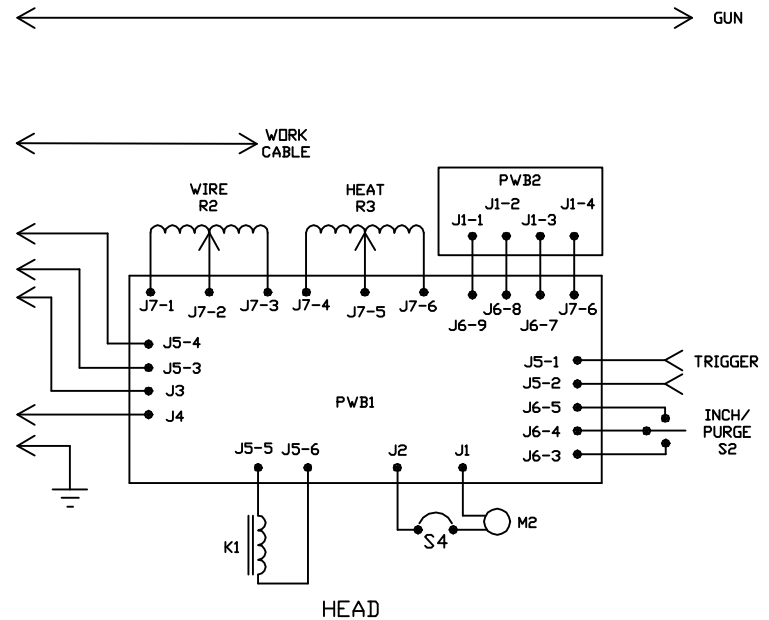 GUN
WORK
CABLE
WIRE
R2
HEAT
R3
PWB2
J1-1
J1-2
J1-3
J1-4
J7-1
J7-2
J7-3
J7-4
J7-5
J7-6
J6-9
J6-8
J6-7
J7-6
J5-4
J5-3
J3
J4
PWB1
J5-1
J5-2
J6-5
J6-4
J6-3
TRIGGER
INCH/
PURGE
S2
J5-5
J5-6
J2
J1
K1
S4
M2
HEAD